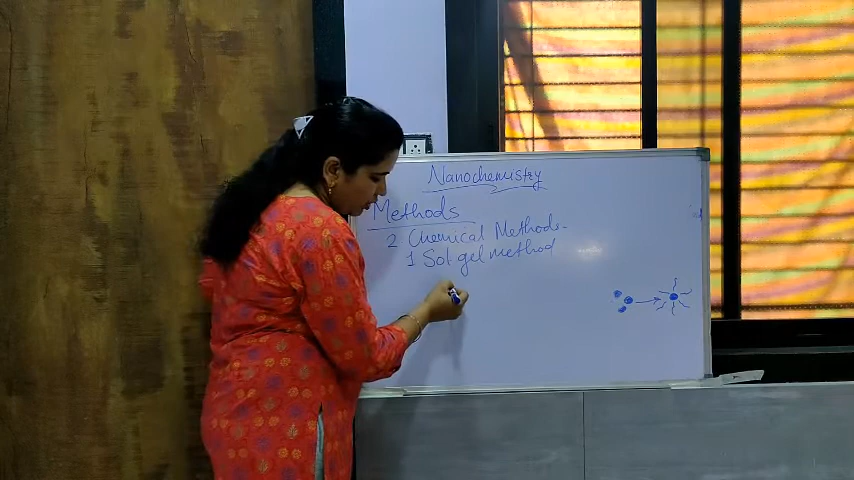 Nanochemistry
Methods
2 Chemical Methods-
1 Sol-gel Method